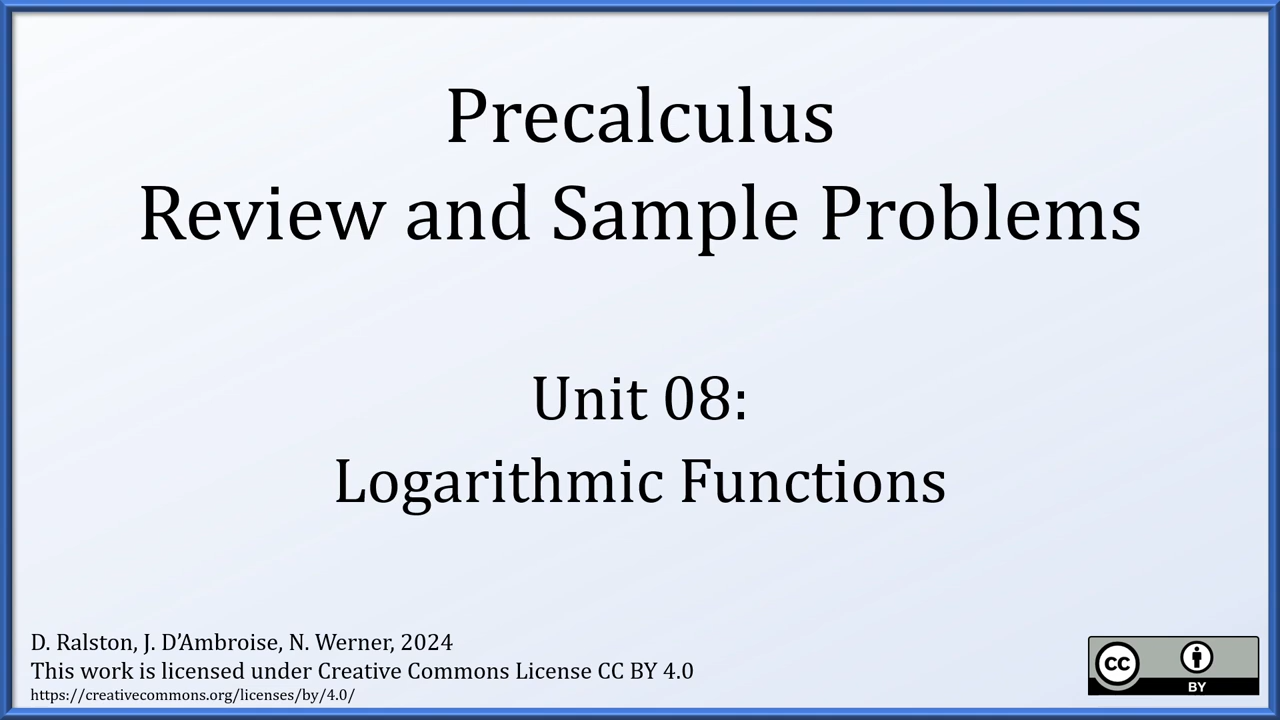 Precalculus
Review and Sample Problems
Unit 08:
Logarithmic Functions
D. Ralston, J. D’Ambroise, N. Werner, 2024
This work is licensed under Creative Commons License CC BY 4.0
https://creativecommons.org/licenses/by/4.0/
cc
BY